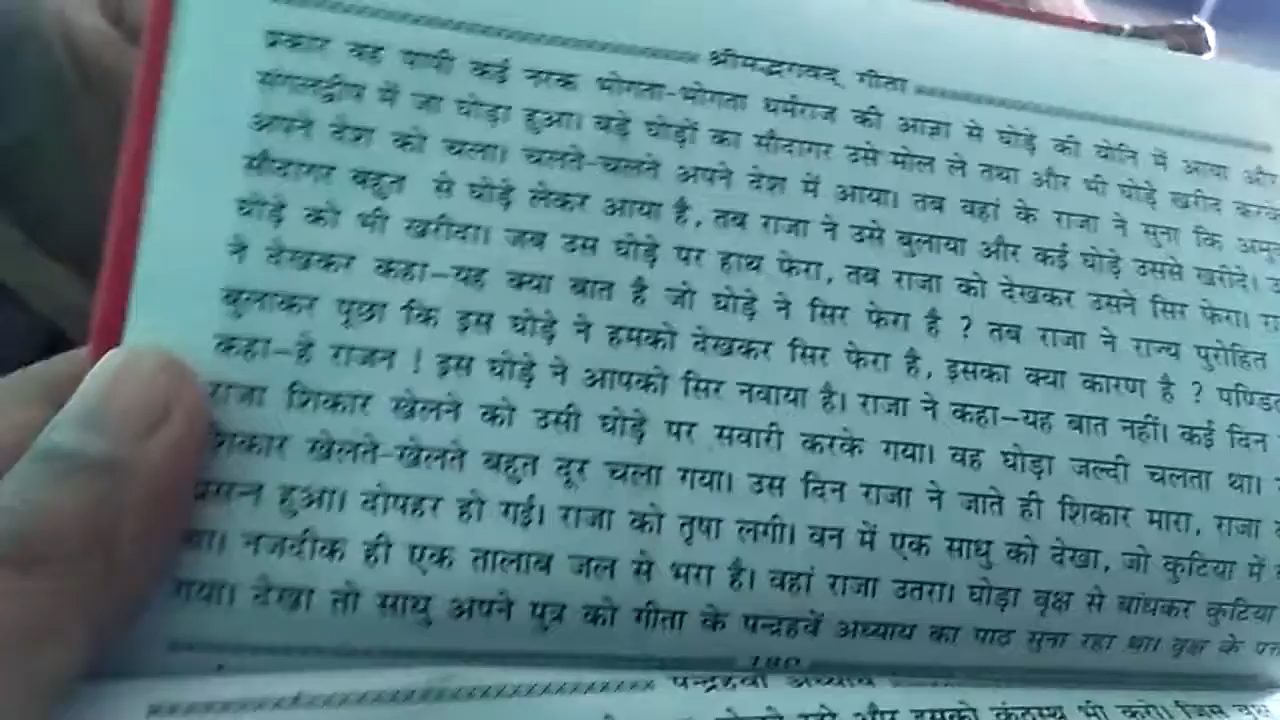 श्रीमद्भगवद् गीता
प्रकार वह पापी कई नरक भोगता-भोगता धर्मराज की आज्ञा से घोड़े की योनि में आया और
संगलद्वीप में जा घोड़ा हुआ। बड़े घोड़ों का सौदागर उसे मोल ले तथा और भी घोड़े खरीद करके
अपने देश को चला। चलते-चलते अपने देश में आया। तब वहां के राजा ने सुना कि अमुक
सौदागर बहुत से घोड़े लेकर आया है, तब राजा ने उसे बुलाया और कई घोड़े उससे खरीदे।
घोड़े को भी खरीदा। जब उस घोड़े पर हाथ फेरा, तब राजा को देखकर उसने सिर फेरा।
ने देखकर कहा—यह क्या बात है जो घोड़े ने सिर फेरा है ? तब राजा ने राज्य पुरोहित
बुलाकर पूछा कि इस घोड़े ने हमको देखकर सिर फेरा है, इसका क्या कारण है ?
कहा—हे राजन ! इस घोड़े ने आपको सिर नवाया है। राजा ने कहा—यह बात नहीं। कई दिन
राजा शिकार खेलने को उसी घोड़े पर सवारी करके गया। वह घोड़ा जल्दी चलता था।
शिकार खेलते-खेलते बहुत दूर चला गया। उस दिन राजा ने जाते ही शिकार मारा, राजा
प्रसन्न हुआ। दोपहर हो गई। राजा को तृषा लगी। वन में एक साधु को देखा, जो कुटिया में
था। नजदीक ही एक तालाब जल से भरा है। वहां राजा उतरा। घोड़ा वृक्ष से बांधकर कुटिया
गया। देखा तो साधु अपने पुत्र को गीता के पन्द्रहवें अध्याय का पाठ सुना रहा था। वृक्ष के
पन्द्रहवां अध्याय
और इसको कंठस्थ भी करो। जिस वृक्ष